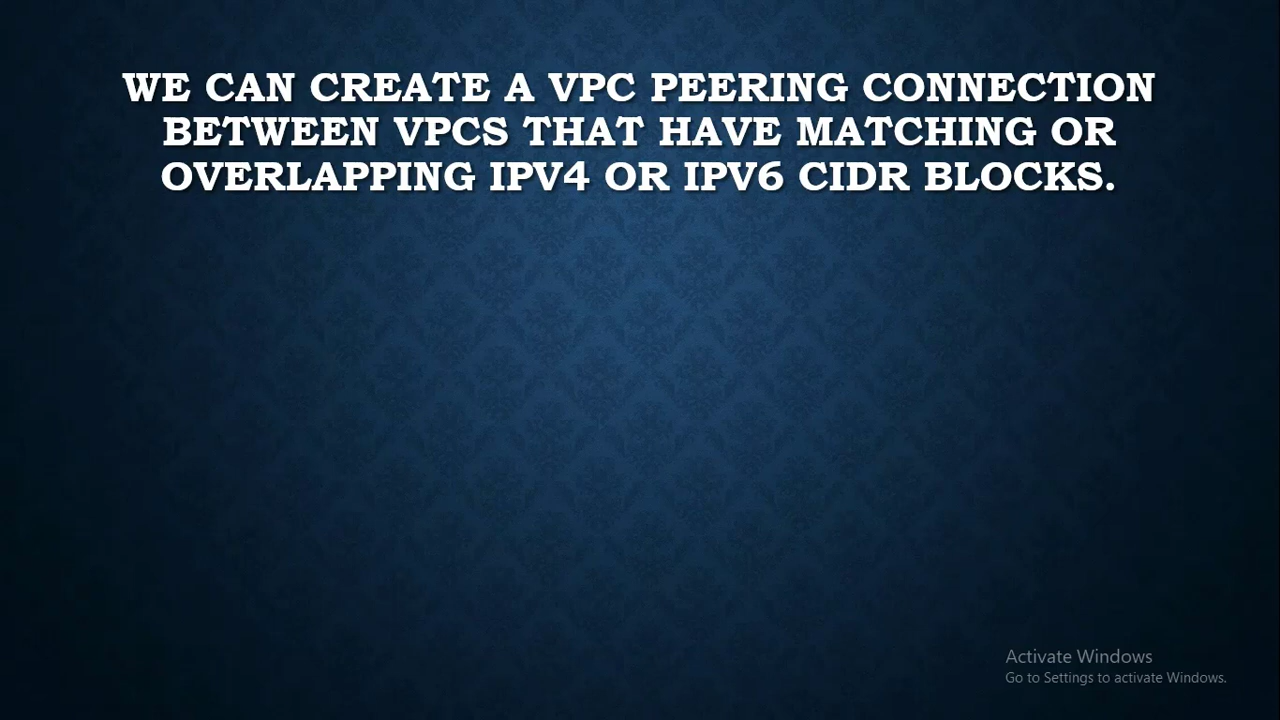 WE CAN CREATE A VPC PEERING CONNECTION
BETWEEN VPCS THAT HAVE MATCHING OR
OVERLAPPING IPV4 OR IPV6 CIDR BLOCKS.
Activate Windows
Go to Settings to activate Windows.